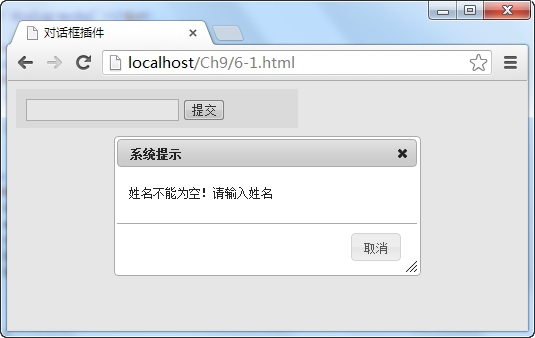 对话框插件
localhost/Ch9/6-1.html
提交
系统提示
姓名不能为空！请输入姓名
取消